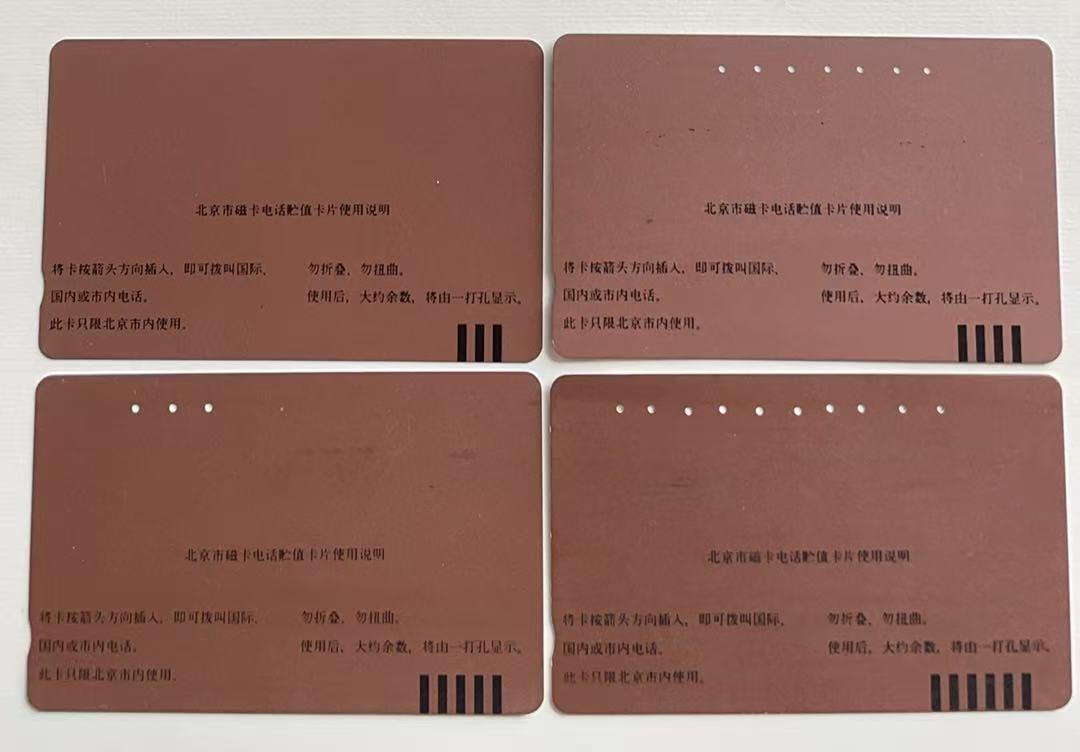 北京市磁卡电话贮值卡片使用说明
将卡按箭头方向插入，即可拨叫国际、
国内或市内电话。
此卡只限北京市内使用。
勿折叠、勿扭曲。
使用后，大约余数，将由一打孔显示。
北京市磁卡电话贮值卡片使用说明
将卡按箭头方向插入，即可拨叫国际、
国内或市内电话。
此卡只限北京市内使用。
勿折叠、勿扭曲。
使用后，大约余数，将由一打孔显示。
北京市磁卡电话贮值卡片使用说明
将卡按箭头方向插入，即可拨叫国际、
国内或市内电话。
此卡只限北京市内使用。
勿折叠、勿扭曲。
使用后，大约余数，将由一打孔显示。
北京市磁卡电话贮值卡片使用说明
将卡按箭头方向插入，即可拨叫国际、
国内或市内电话。
此卡只限北京市内使用。
勿折叠、勿扭曲。
使用后，大约余数，将由一打孔显示。